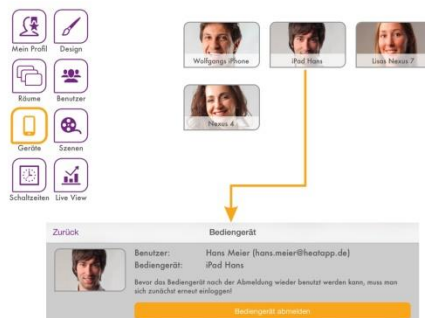 Mein Profil Design
Räume Benutzer
Geräte Szenen
Schaltzeiten Live View
Wolfgangs iPhone iPad Hans Lisas Nexus 7
Nexus 4
Zurück Bediengerät
Benutzer: Hans Meier (hans.meier@heatapp.de)
Bediengerät: iPad Hans
Bevor das Bediengerät nach der Abmeldung wieder benutzt werden kann, muss man
sich zunächst erneut einloggen!
Bediengerät abmelden